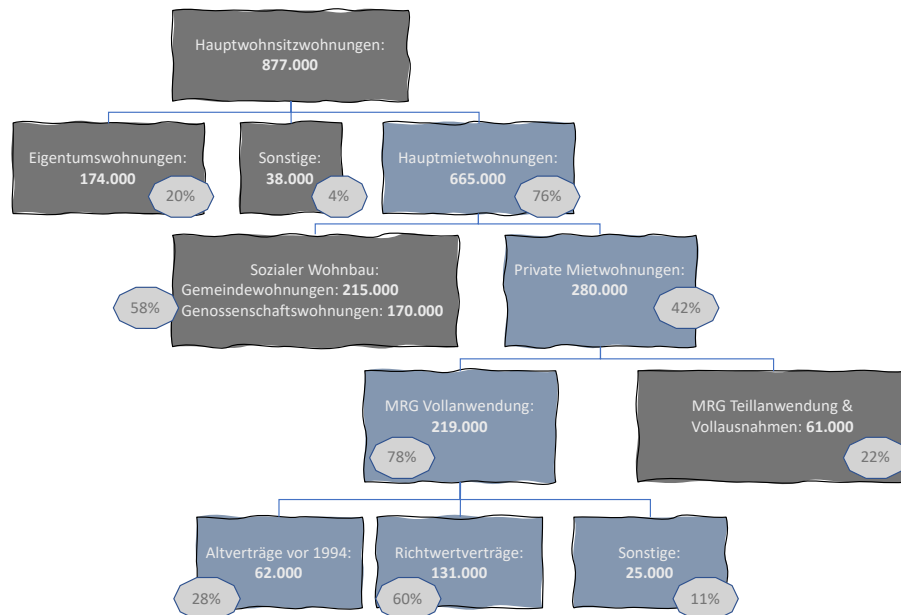 Hauptwohnsitzwohnungen:
877.000
Eigentumswohnungen:
174.000
20%
Sonstige:
38.000
4%
Hauptmietwohnungen:
665.000
76%
Sozialer Wohnbau:
Gemeindewohnungen: 215.000
Genossenschaftswohnungen: 170.000
58%
Private Mietwohnungen:
280.000
42%
MRG Vollanwendung:
219.000
78%
MRG Teillanwendung &
Vollausnahmen: 61.000
22%
Altverträge vor 1994:
62.000
28%
Richtwertverträge:
131.000
60%
Sonstige:
25.000
11%